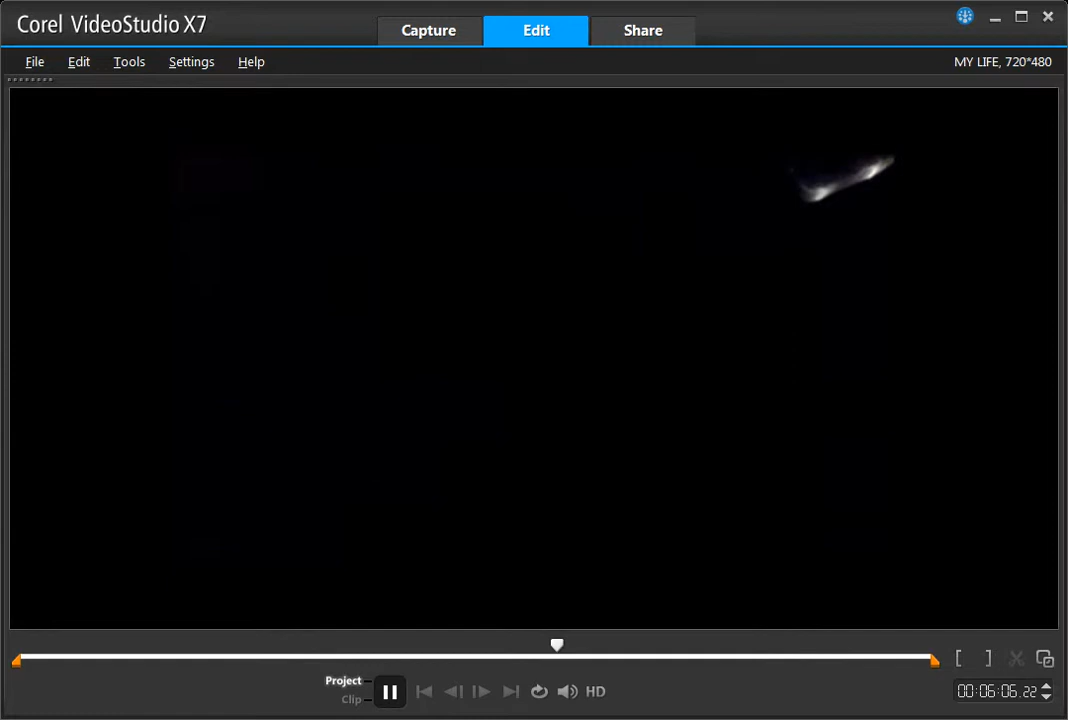 Corel VideoStudio X7
Capture
Edit
Share
File
Edit
Tools
Settings
Help
MY LIFE, 720*480
Project
Clip
HD
[
]
00:06:06.22